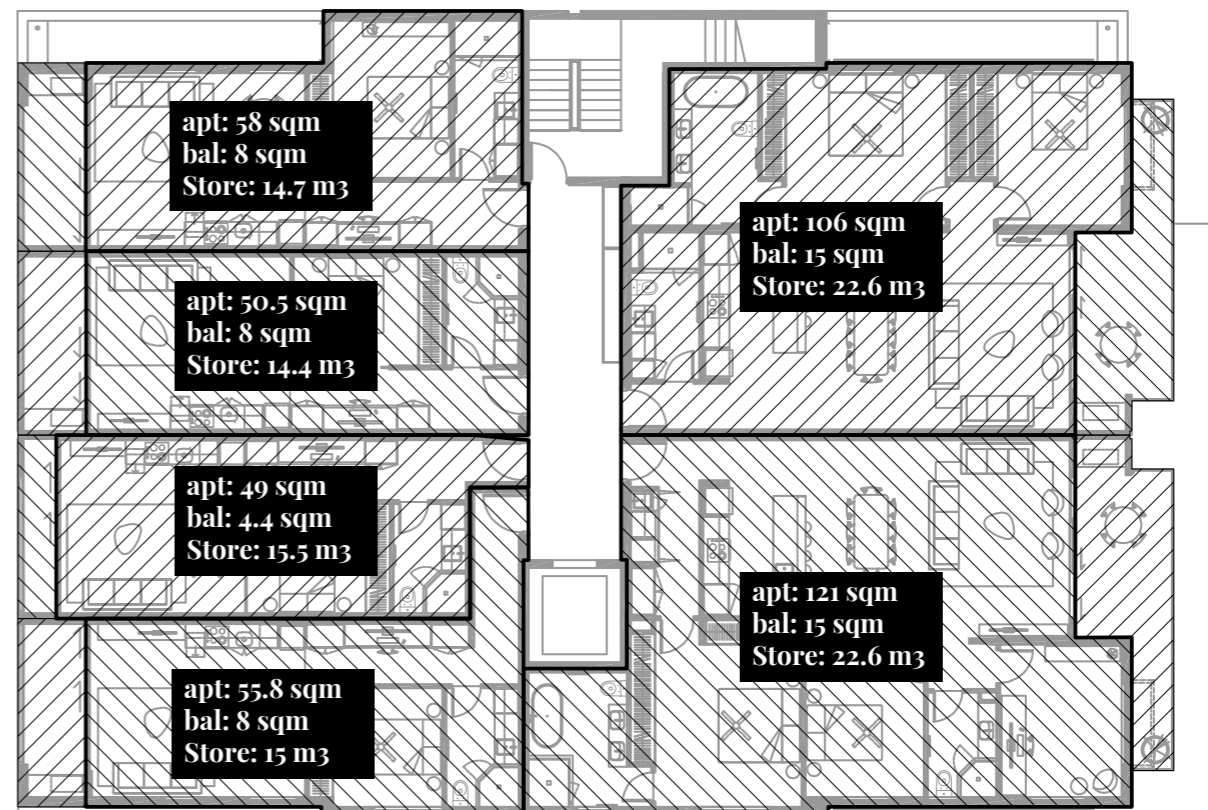 apt: 58 sqm
bal: 8 sqm
Store: 14.7 m3
apt: 50.5 sqm
bal: 8 sqm
Store: 14.4 m3
apt: 49 sqm
bal: 4.4 sqm
Store: 15.5 m3
apt: 55.8 sqm
bal: 8 sqm
Store: 15 m3
apt: 106 sqm
bal: 15 sqm
Store: 22.6 m3
apt: 121 sqm
bal: 15 sqm
Store: 22.6 m3